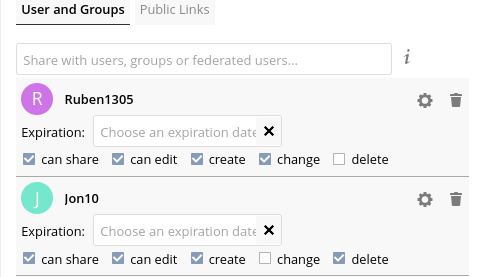 User and Groups Public Links
Share with users, groups or federated users...
i
R Ruben1305
Expiration: Choose an expiration date
can share can edit create change delete
J Jon10
Expiration: Choose an expiration date
can share can edit create change delete